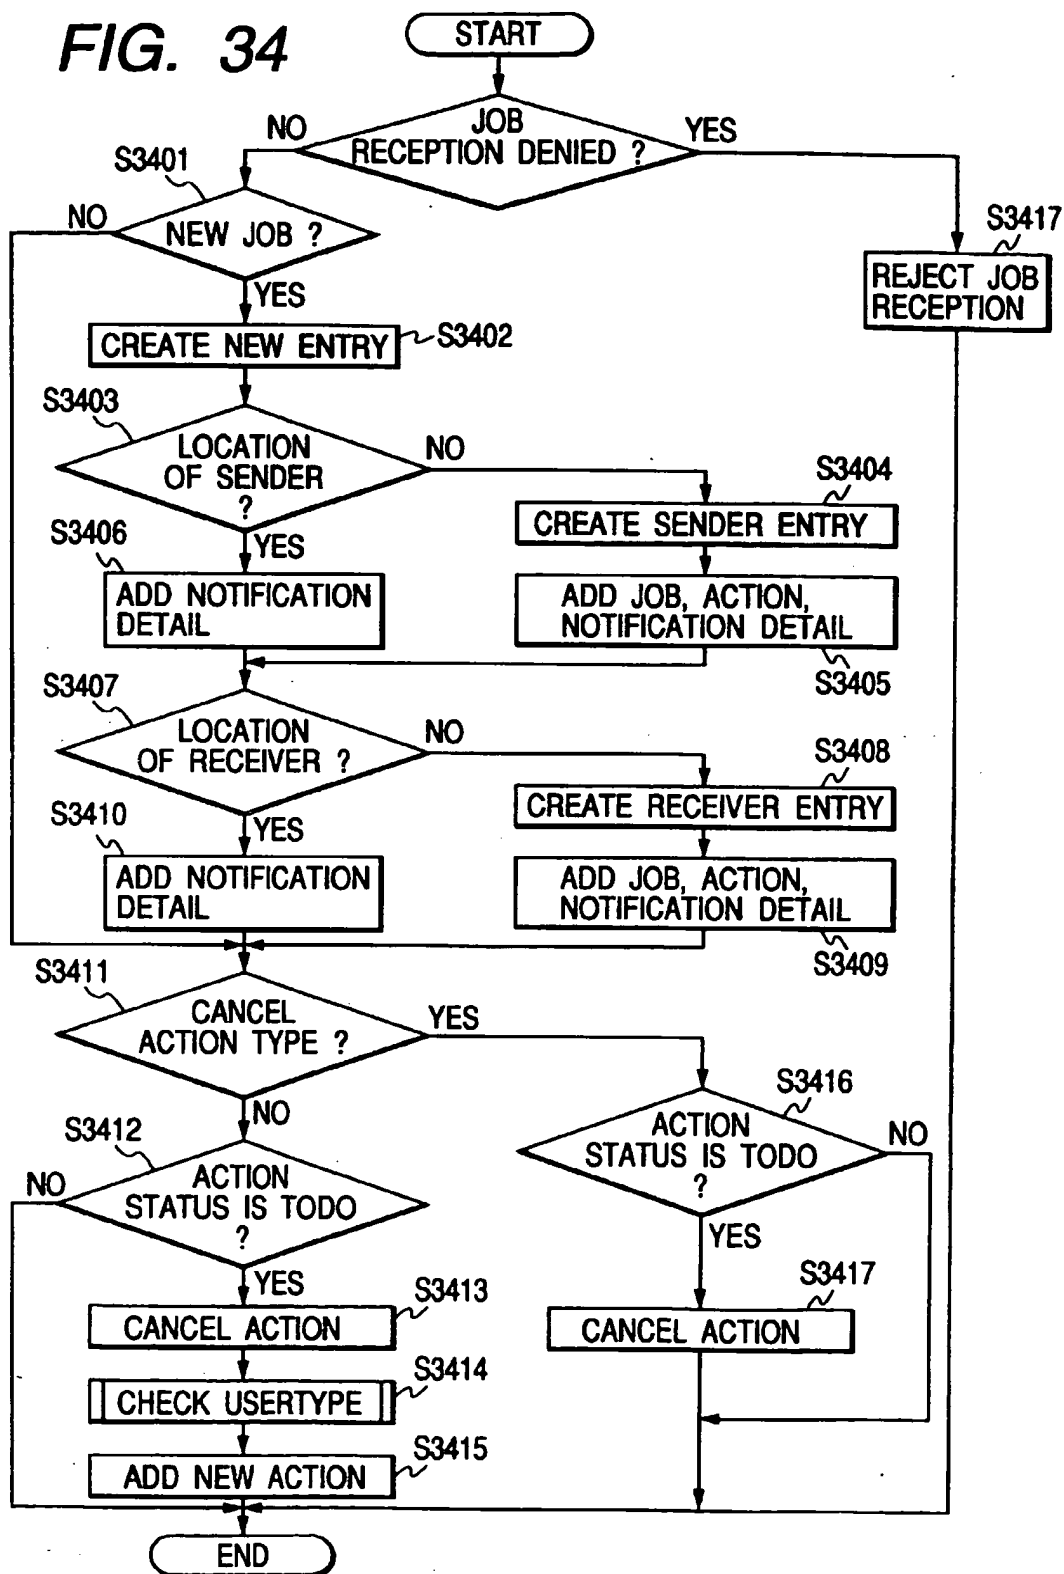 FIG. 34
START
JOB
RECEPTION DENIED ?
NO
YES
S3401
NEW JOB ?
NO
YES
S3417
REJECT JOB
RECEPTION
CREATE NEW ENTRY
S3402
S3403
LOCATION
OF SENDER
?
NO
YES
S3404
CREATE SENDER ENTRY
S3406
ADD NOTIFICATION
DETAIL
ADD JOB, ACTION,
NOTIFICATION DETAIL
S3405
S3407
LOCATION
OF RECEIVER ?
NO
YES
S3408
CREATE RECEIVER ENTRY
S3410
ADD NOTIFICATION
DETAIL
ADD JOB, ACTION,
NOTIFICATION DETAIL
S3409
S3411
CANCEL
ACTION TYPE ?
YES
NO
S3416
ACTION
STATUS IS TODO
?
NO
YES
S3412
ACTION
STATUS IS TODO
?
NO
YES
S3413
CANCEL ACTION
S3417
CANCEL ACTION
S3414
CHECK USERTYPE
S3415
ADD NEW ACTION
END